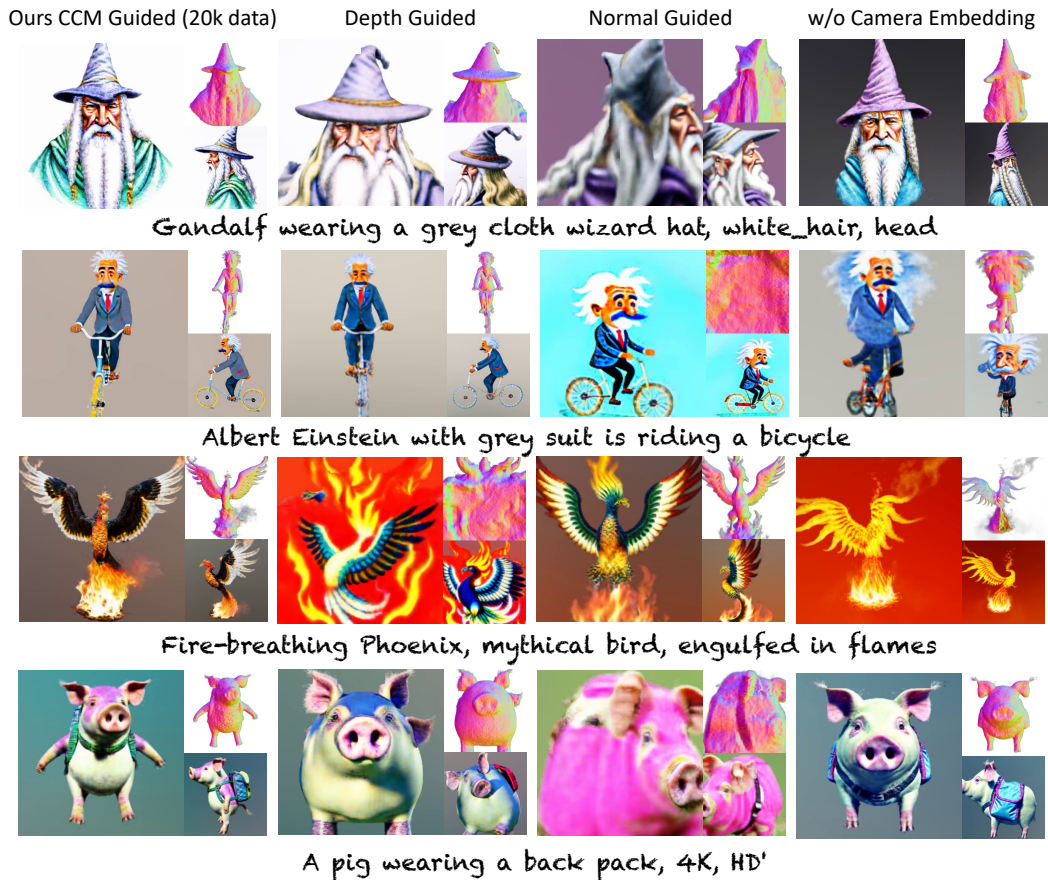 Ours CCM Guided (20k data) Depth Guided Normal Guided w/o Camera Embedding
Gandalf wearing a grey cloth wizard hat, white_hair, head
Albert Einstein with grey suit is riding a bicycle
Fire-breathing Phoenix, mythical bird, engulfed in flames
A pig wearing a back pack, 4K, HD'